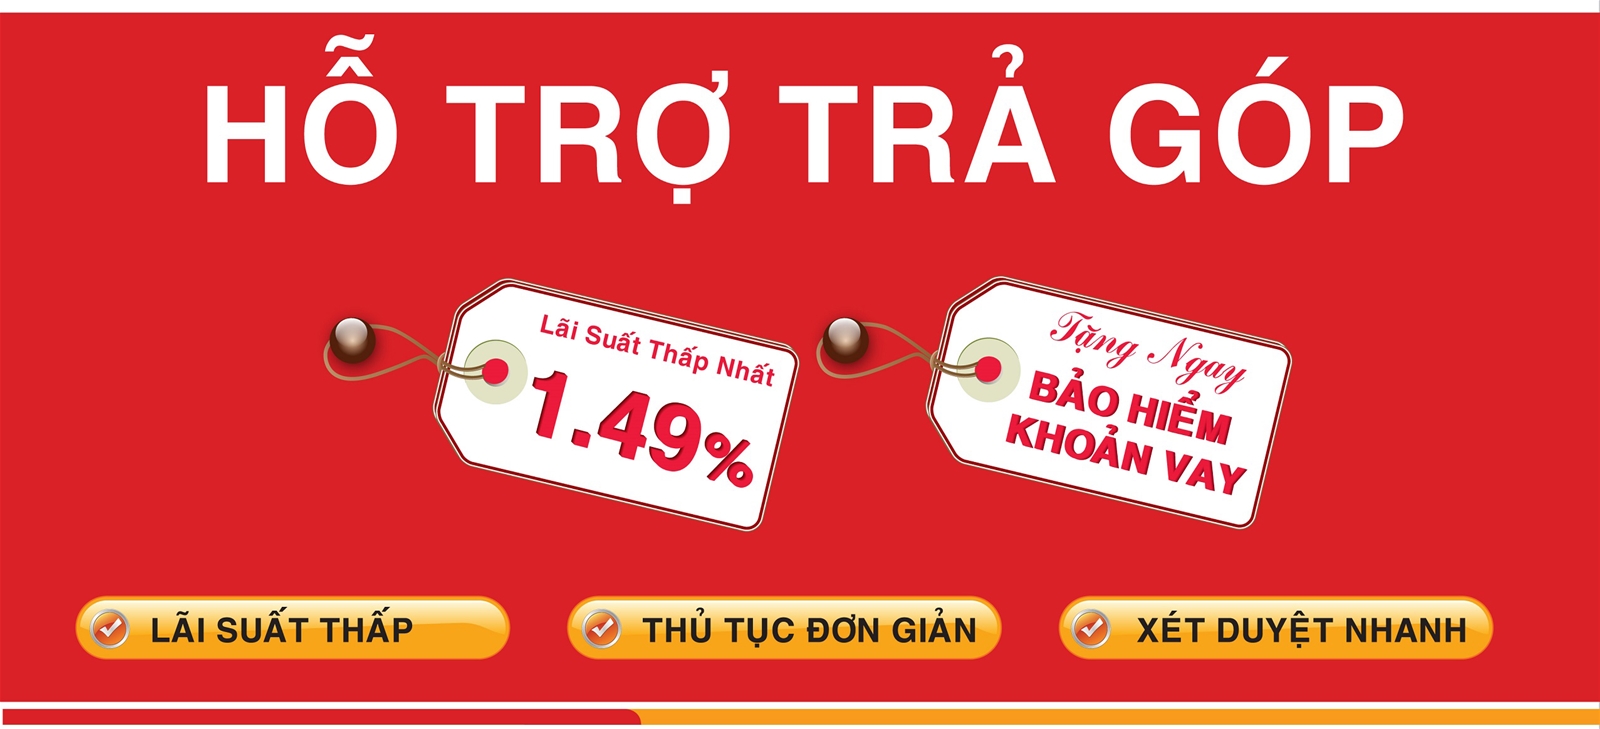 HỖ TRỢ TRẢ GÓP
Lãi Suất Thấp Nhất
1.49%
Tặng Ngay
BẢO HIỂM
KHOẢN VAY
LÃI SUẤT THẤP
THỦ TỤC ĐƠN GIẢN
XÉT DUYỆT NHANH